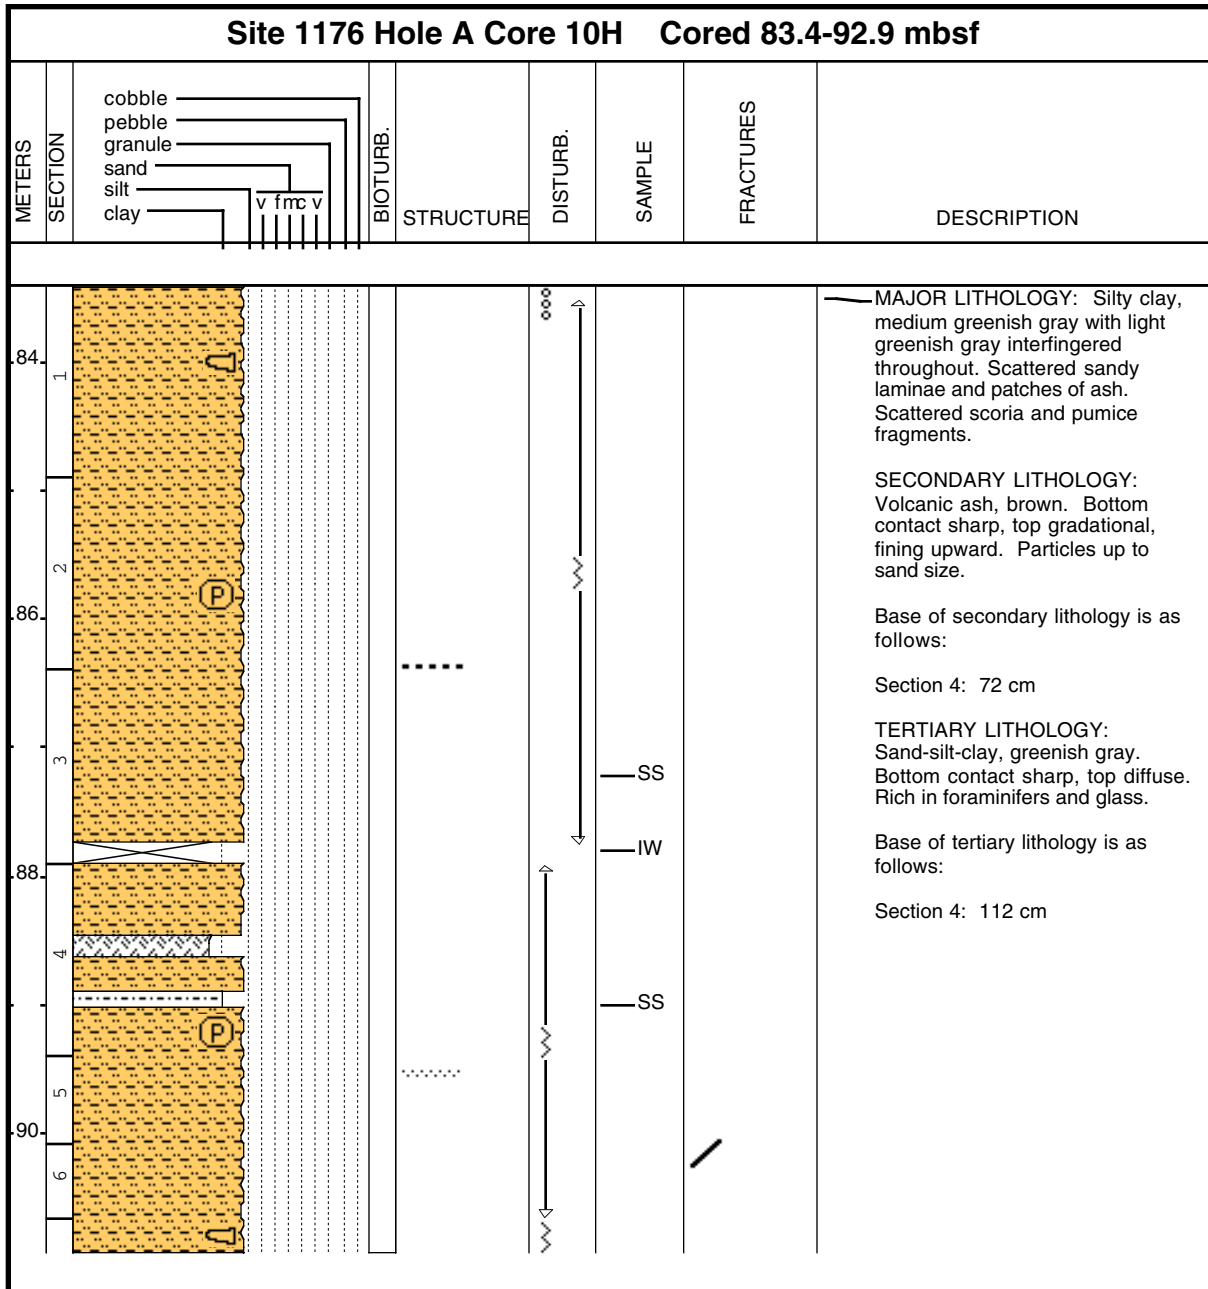 Site 1176 Hole A Core 10H Cored 83.4-92.9 mbsf
METERS
SECTION
cobble
pebble
granule
sand
silt
clay
v f m c v
BIOTURB.
STRUCTURE
DISTURB.
SAMPLE
FRACTURES
DESCRIPTION
84
86
88
90
1
2
3
4
5
6
P
P
SS
IW
SS
MAJOR LITHOLOGY: Silty clay,
medium greenish gray with light
greenish gray interfingered
throughout. Scattered sandy
laminae and patches of ash.
Scattered scoria and pumice
fragments.
SECONDARY LITHOLOGY:
Volcanic ash, brown. Bottom
contact sharp, top gradational,
fining upward. Particles up to
sand size.
Base of secondary lithology is as
follows:
Section 4: 72 cm
TERTIARY LITHOLOGY:
Sand-silt-clay, greenish gray.
Bottom contact sharp, top diffuse.
Rich in foraminifers and glass.
Base of tertiary lithology is as
follows:
Section 4: 112 cm